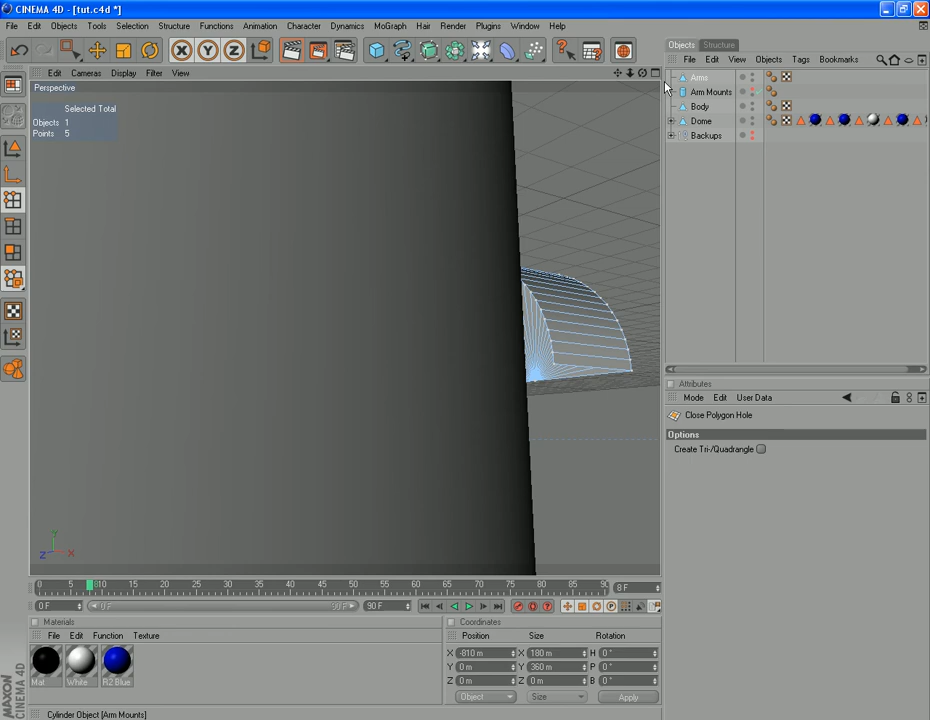 CINEMA 4D - [tut.c4d *]
File Edit Objects Tools Selection Structure Functions Animation Character Dynamics MoGraph Hair Render Plugins Window Help
Objects Structure
File Edit View Objects Tags Bookmarks
Edit Cameras Display Filter View
Perspective
Selected Total
Objects 1
Points 5
Arms
Arm Mounts
Body
Dome
Backups
Attributes
Mode Edit User Data
Close Polygon Hole
Options
Create Tri-/Quadrangle
Y
Z X
0 5 10 15 20 25 30 35 40 45 50 55 60 65 70 75 80 85 90 8 F
0 F 0 F 90 F 90 F
Materials
File Edit Function Texture
Mat White R2 Blue
Coordinates
Position Size Rotation
X -810 m X 180 m H 0 °
Y 0 m Y 360 m P 0 °
Z 0 m Z 0 m B 0 °
Object Size Apply
MAXON
CINEMA 4D
Cylinder Object [Arm Mounts]